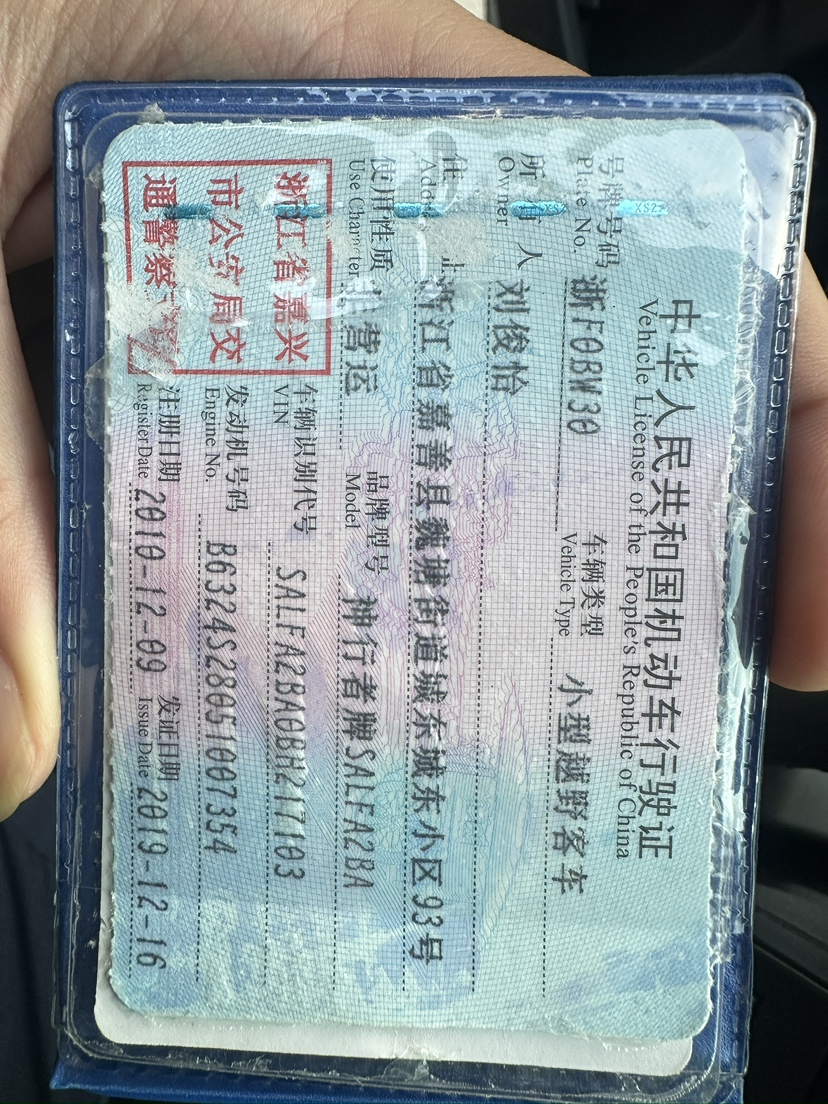 中华人民共和国机动车行驶证
Vehicle License of the People's Republic of China
号牌号码 浙F0BW30 车辆类型 小型越野客车
Plate No. Vehicle Type
所 人 刘俊怡
Owner
住 址 浙江省嘉善县魏塘街道城东城东小区93号
使用性质 非营运 品牌型号 神行者牌SALFA2BA
Use Character Model
浙江省嘉兴
市公安局交
通警察
车辆识别代号 SALFA2BA0BH217103
VIN
发动机号码 B6324S28051007354
Engine No.
注册日期 2010-12-09 发证日期 2019-12-16
Register Date Issue Date